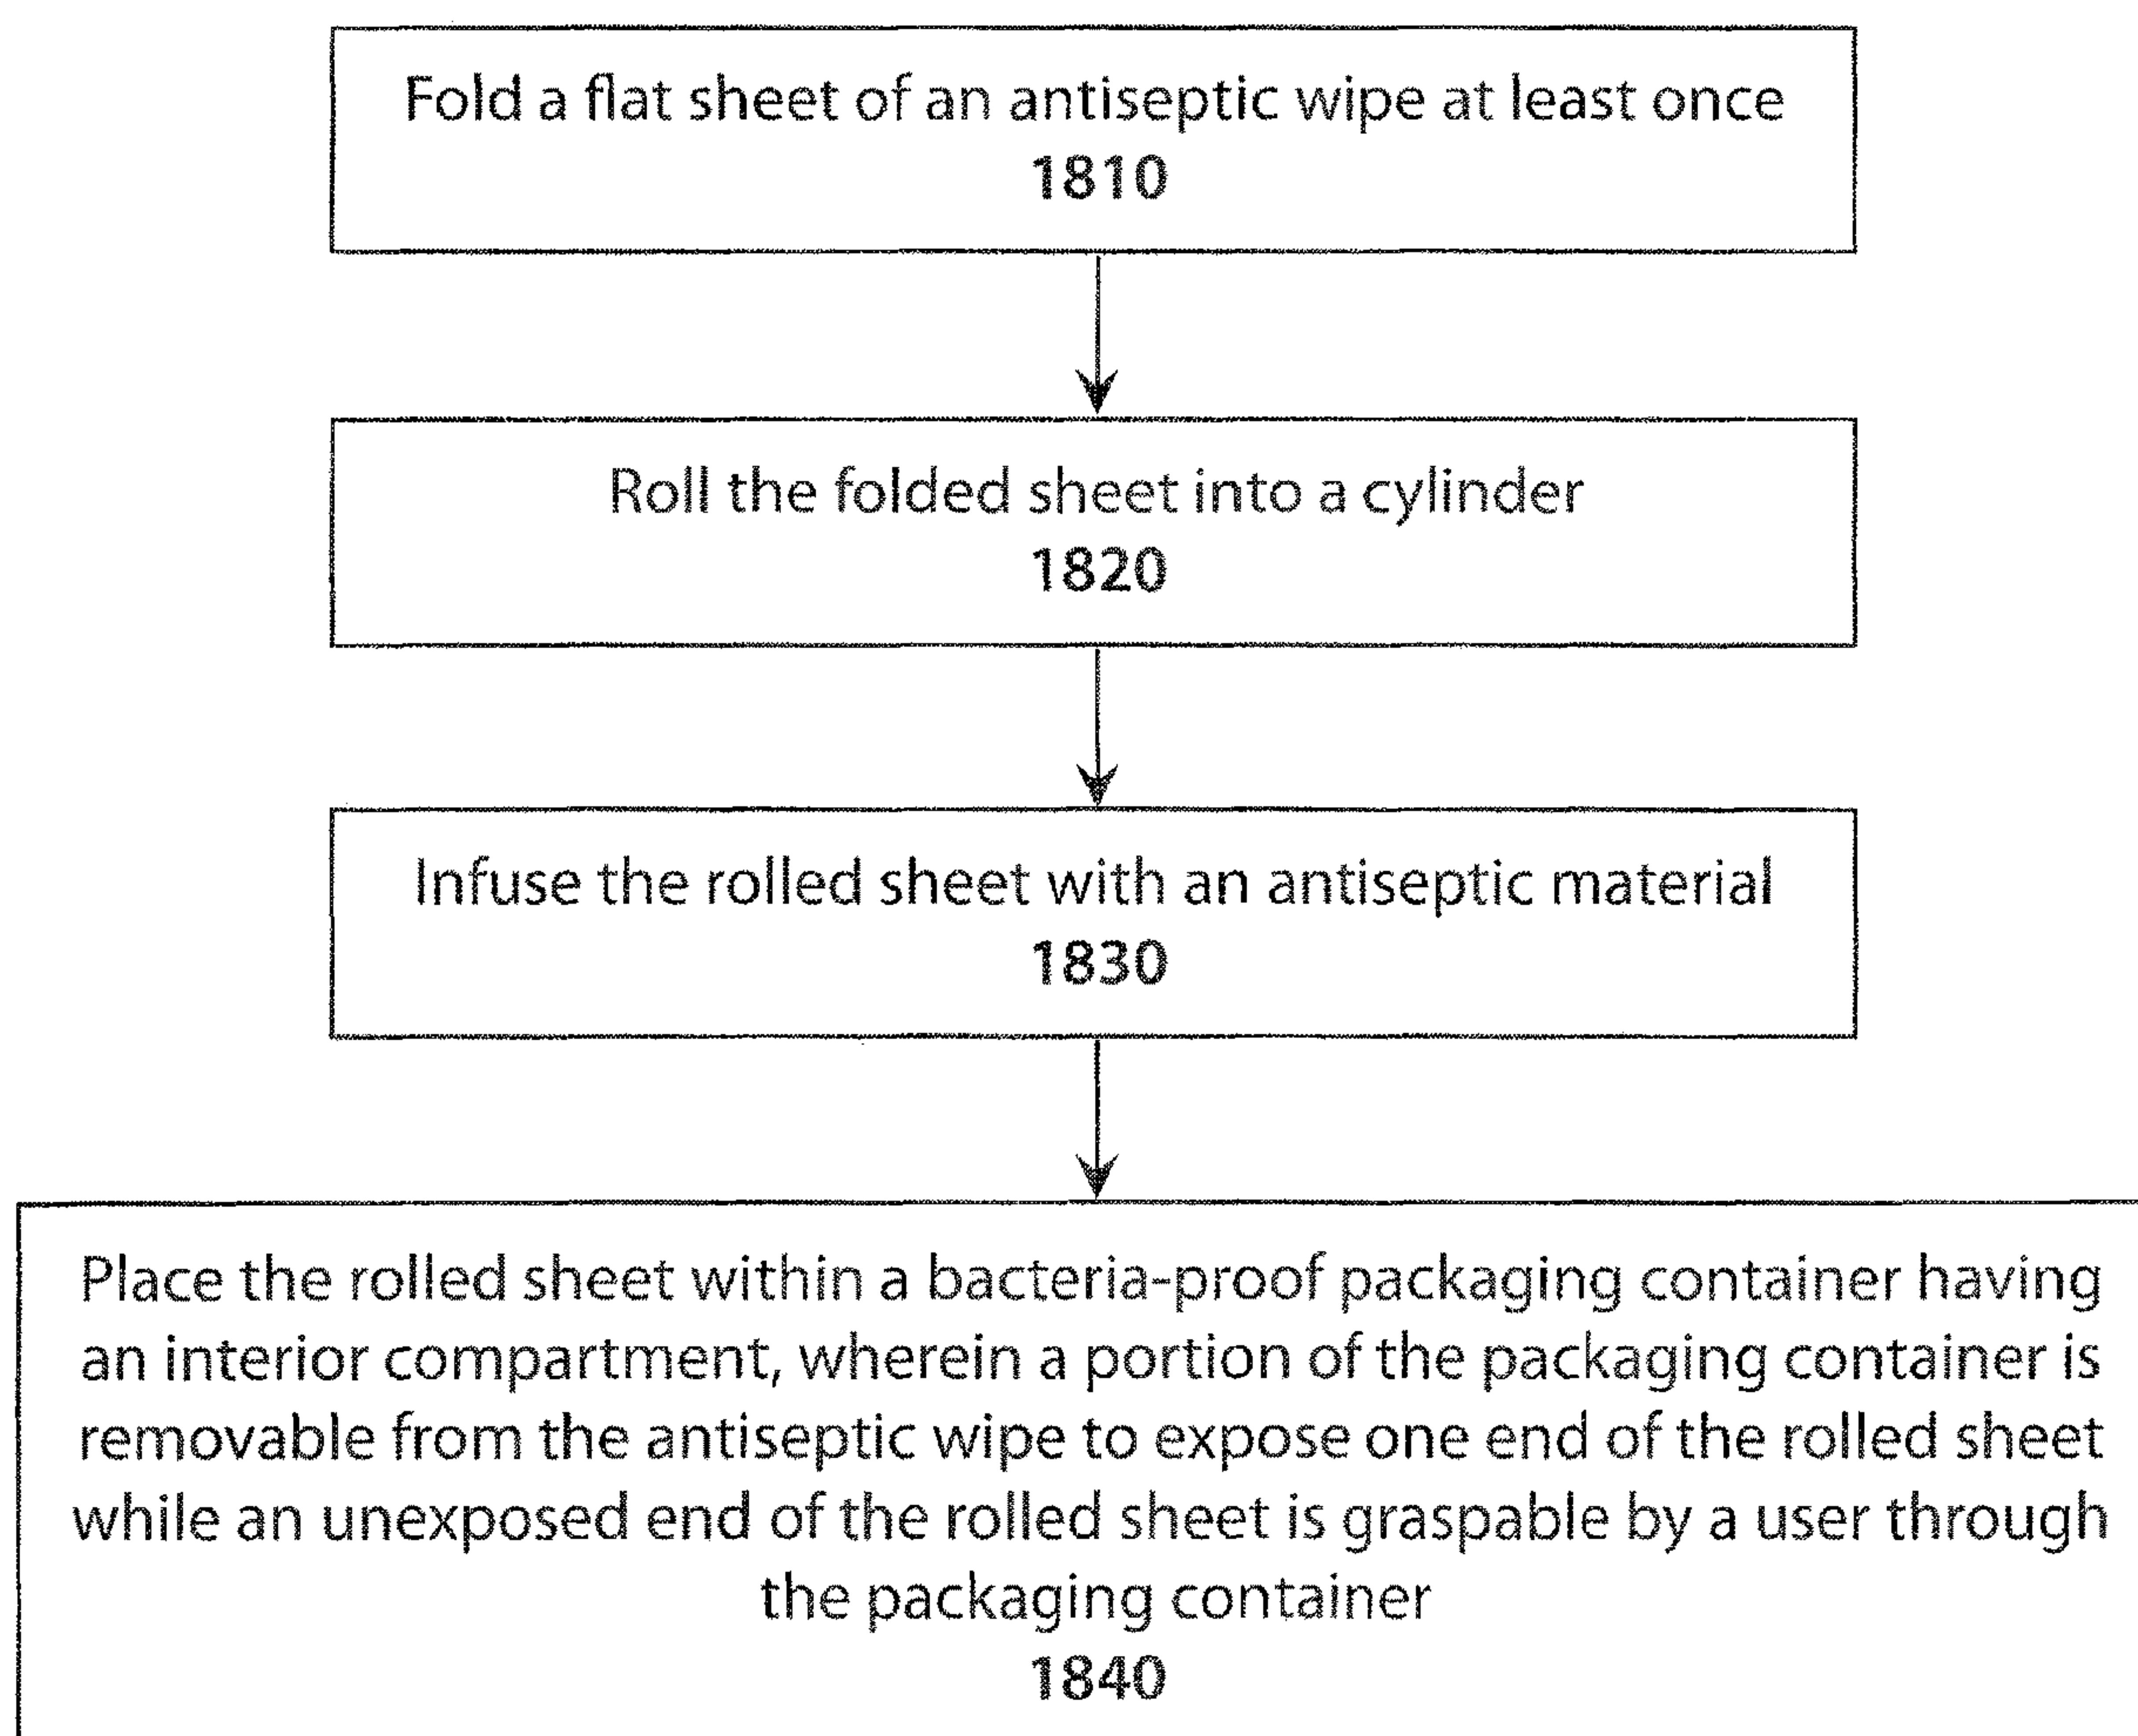 Fold a flat sheet of an antiseptic wipe at least once
1810
Roll the folded sheet into a cylinder
1820
Infuse the rolled sheet with an antiseptic material
1830
Place the rolled sheet within a bacteria-proof packaging container having
an interior compartment, wherein a portion of the packaging container is
removable from the antiseptic wipe to expose one end of the rolled sheet
while an unexposed end of the rolled sheet is graspable by a user through
the packaging container
1840